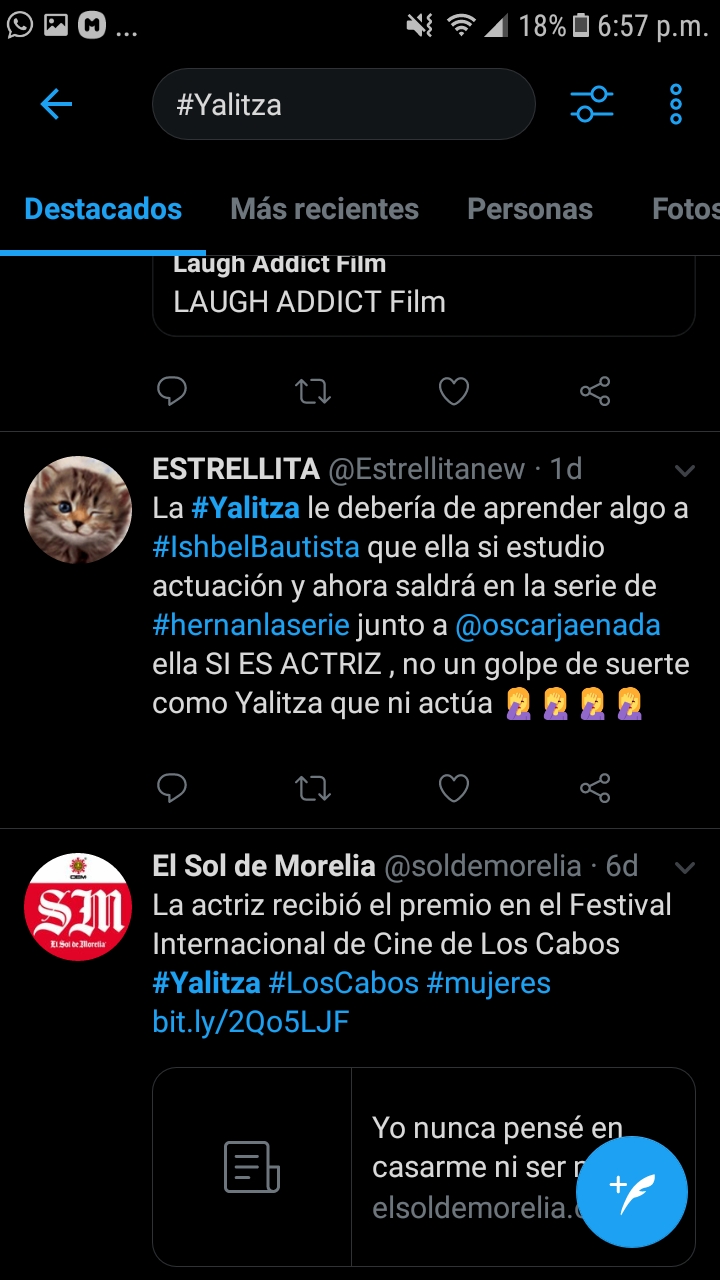 ... 18% 6:57 p.m.
#Yalitza
Destacados Más recientes Personas Fotos
Laugh Addict Film
LAUGH ADDICT Film
ESTRELLITA @Estrellitanew · 1d
La #Yalitza le debería de aprender algo a
#IshbelBautista que ella si estudio
actuación y ahora saldrá en la serie de
#hernanlaserie junto a @oscarjaenada
ella SI ES ACTRIZ , no un golpe de suerte
como Yalitza que ni actúa 🤦‍♀️ 🤦‍♀️ 🤦‍♀️ 🤦‍♀️
El Sol de Morelia @soldemorelia · 6d
OEM
SM
El Sol de Morelia
La actriz recibió el premio en el Festival
Internacional de Cine de Los Cabos
#Yalitza #LosCabos #mujeres
bit.ly/2Qo5LJF
Yo nunca pensé en
casarme ni ser
elsoldemorelia.